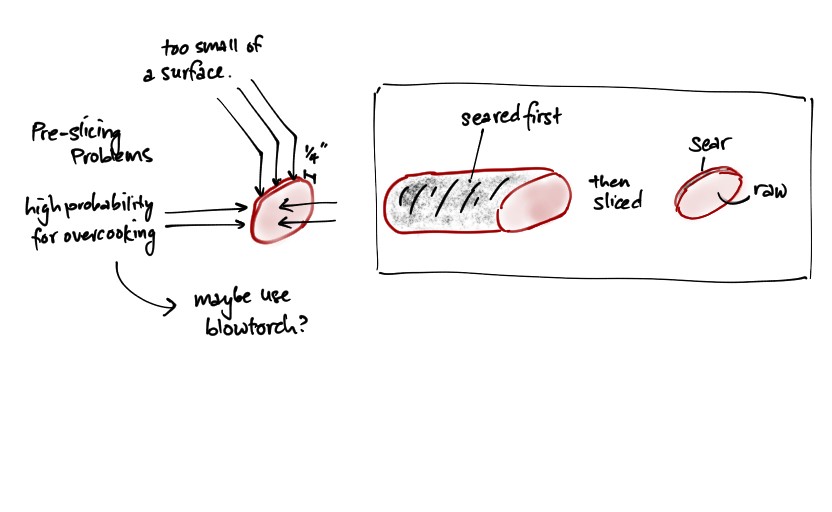 too small of
a surface.
Pre-slicing
Problems
1/4"
high probability
for overcooking
maybe use
blowtorch?
seared first
then
sliced
sear
raw